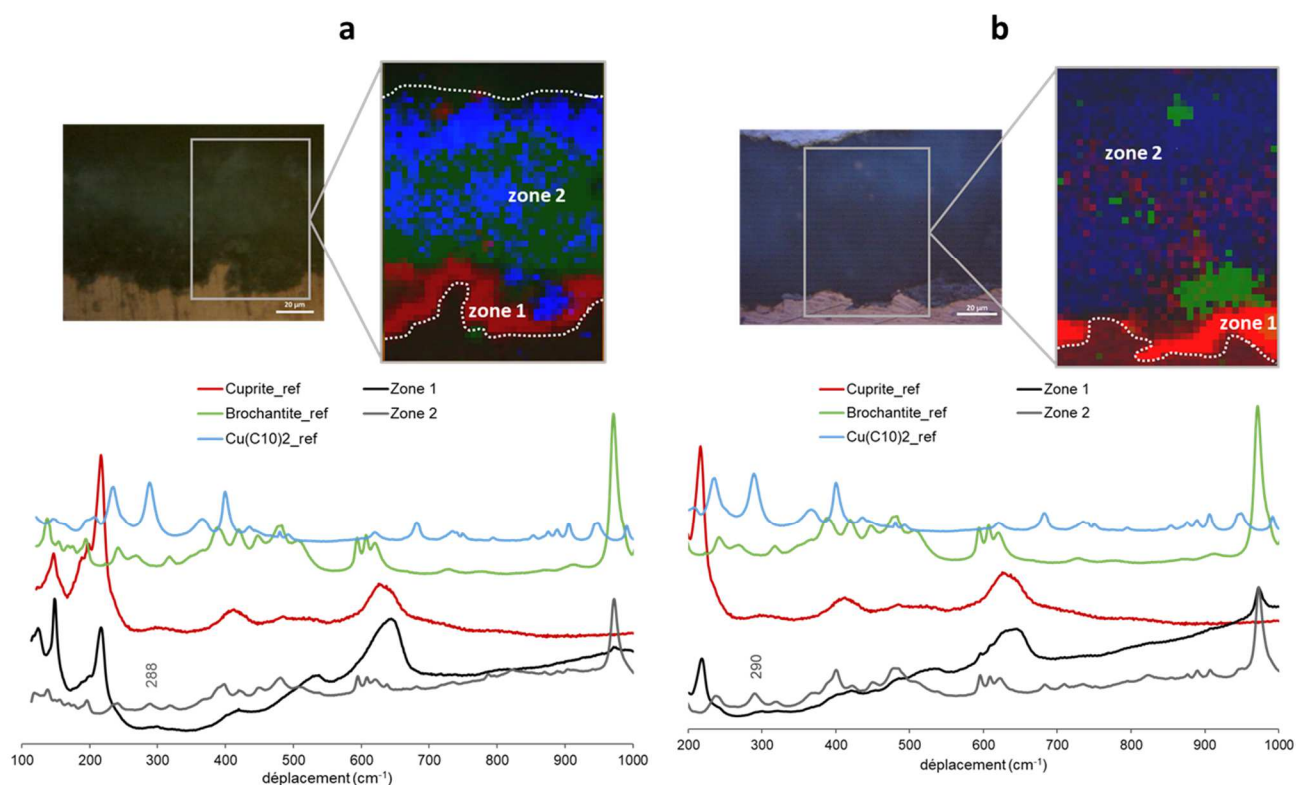 a
zone 2
zone 1
20 µm
Cuprite_ref
Zone 1
Brochantite_ref
Zone 2
Cu(C10)2_ref
288
100
200
300
400
500
600
700
800
900
1000
déplacement (cm⁻¹)
b
zone 2
zone 1
20 µm
Cuprite_ref
Zone 1
Brochantite_ref
Zone 2
Cu(C10)2_ref
290
200
300
400
500
600
700
800
900
1000
déplacement (cm⁻¹)